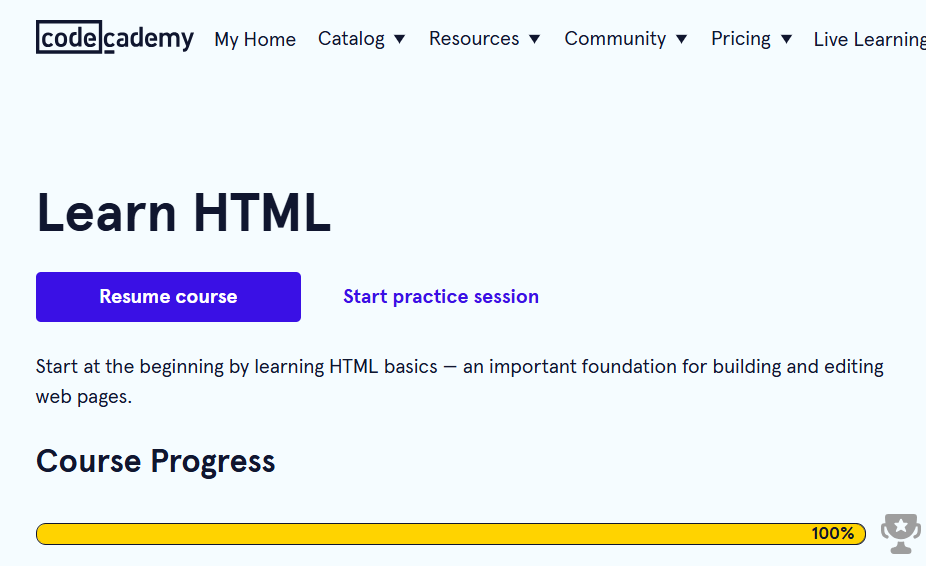 codecademy My Home Catalog Resources Community Pricing Live Learning
Learn HTML
Resume course Start practice session
Start at the beginning by learning HTML basics — an important foundation for building and editing
web pages.
Course Progress
100%